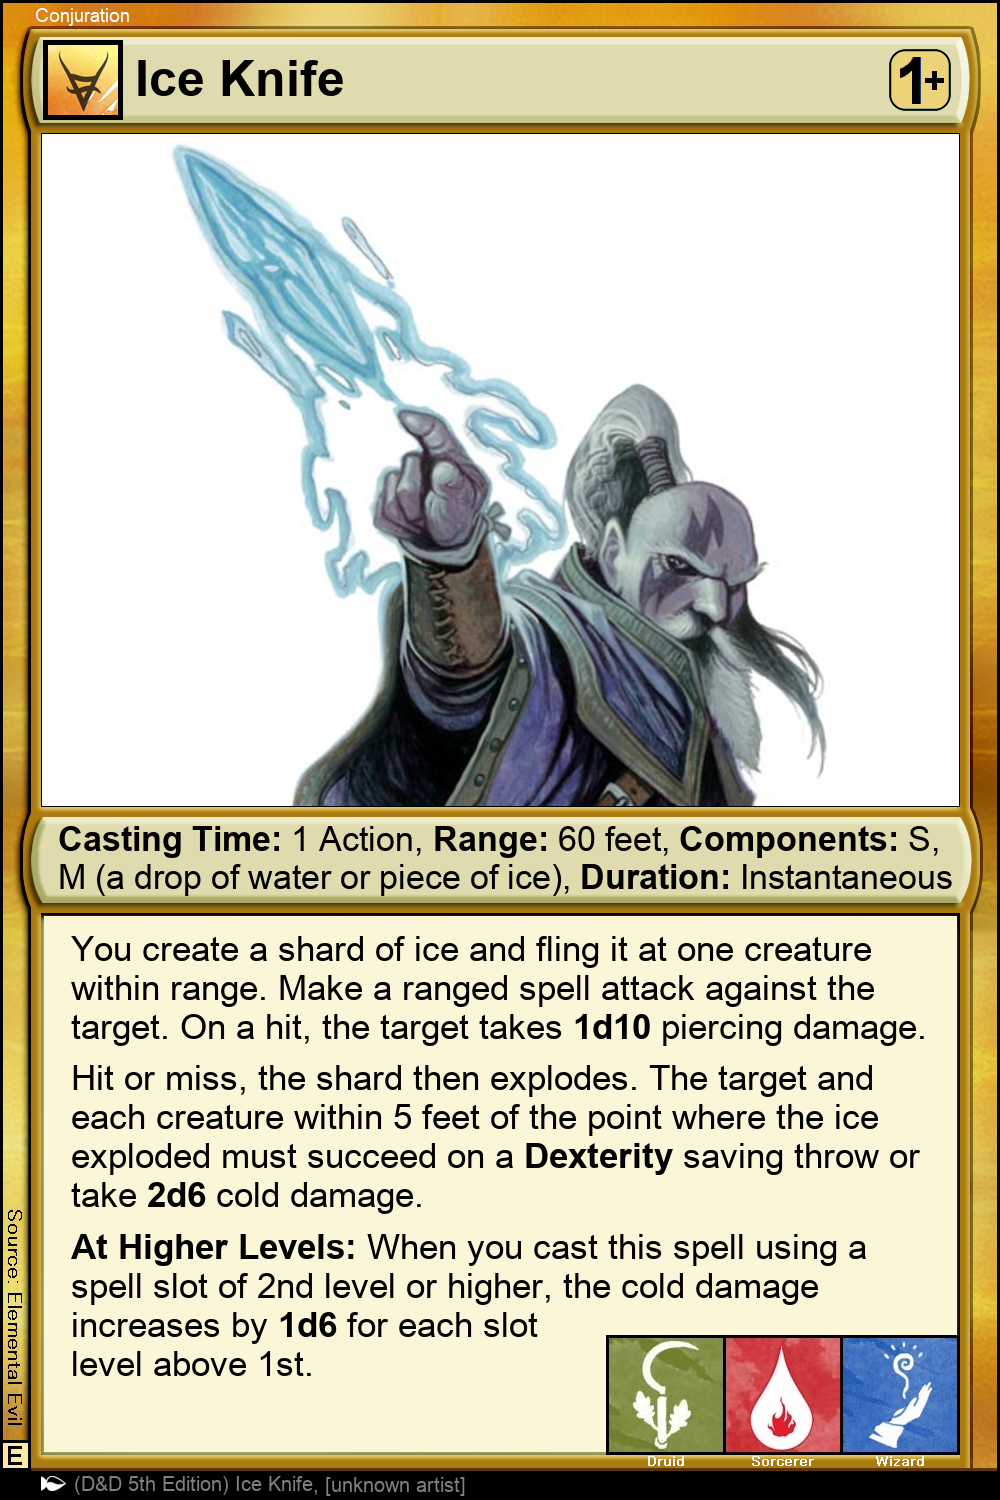 Conjuration
Ice Knife
1+
Casting Time: 1 Action, Range: 60 feet, Components: S,
M (a drop of water or piece of ice), Duration: Instantaneous
You create a shard of ice and fling it at one creature
within range. Make a ranged spell attack against the
target. On a hit, the target takes 1d10 piercing damage.
Hit or miss, the shard then explodes. The target and
each creature within 5 feet of the point where the ice
exploded must succeed on a Dexterity saving throw or
take 2d6 cold damage.
At Higher Levels: When you cast this spell using a
spell slot of 2nd level or higher, the cold damage
increases by 1d6 for each slot
level above 1st.
Druid
Sorcerer
Wizard
Source: Elemental Evil
E
(D&D 5th Edition) Ice Knife, [unknown artist]